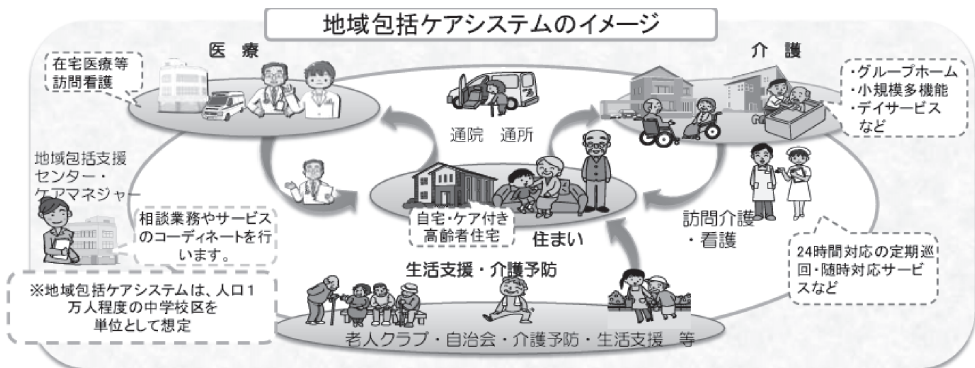 地域包括ケアシステムのイメージ
医 療
介 護
在宅医療等
訪問看護
・グループホーム
・小規模多機能
・デイサービス
など
通院 通所
地域包括支援
センター・
ケアマネジャー
相談業務やサービス
のコーディネートを行
います。
自宅・ケア付き
高齢者住宅
住まい
訪問介護
・看護
24時間対応の定期巡
回・随時対応サービ
スなど
生活支援・介護予防
※地域包括ケアシステムは、人口1
万人程度の中学校区を
単位として想定
老人クラブ・自治会・介護予防・生活支援 等